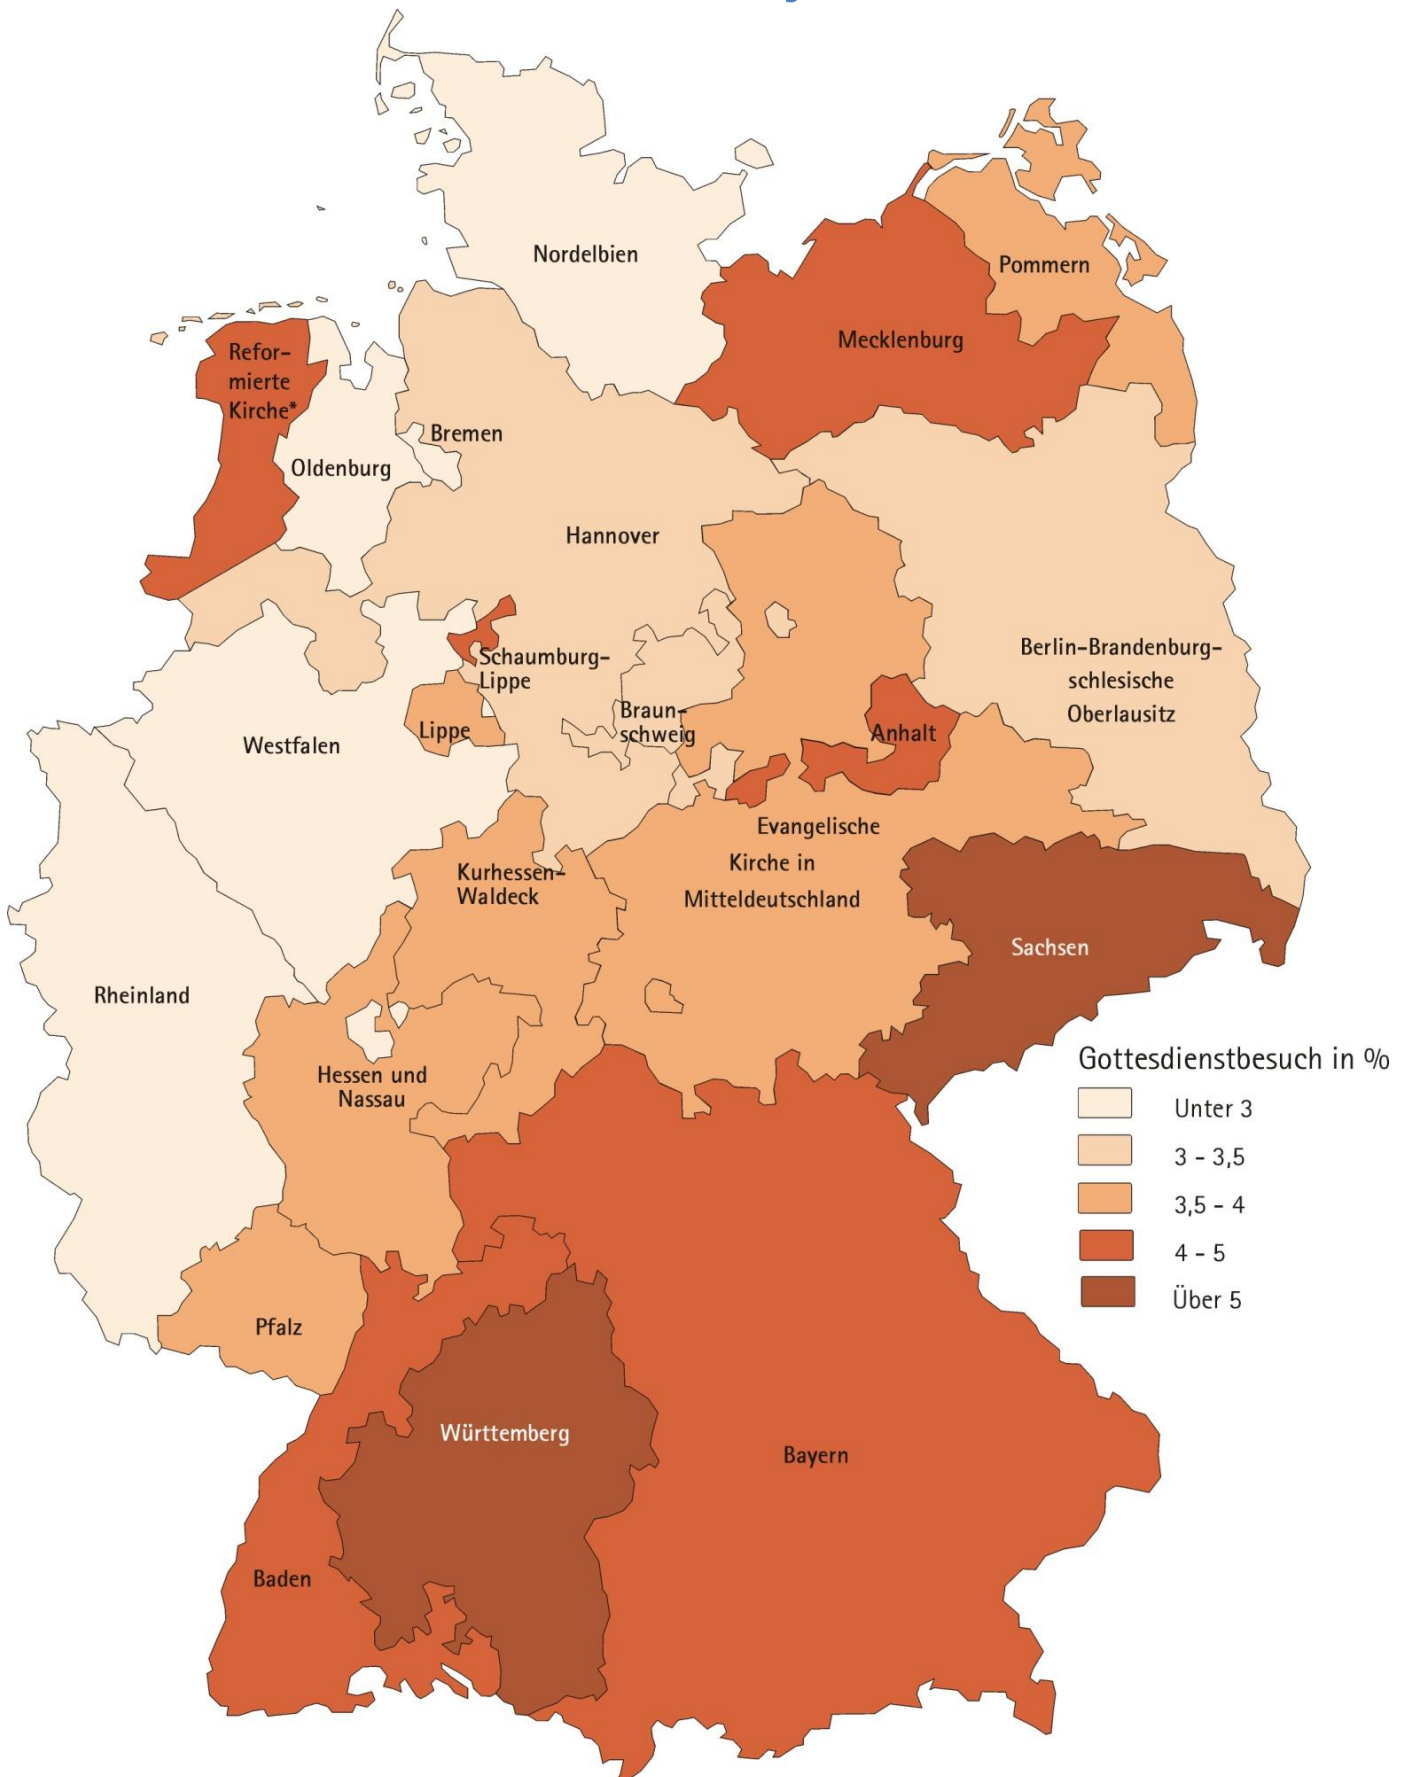 Nordelbien
Pommern
Mecklenburg
Refor-
mierte
Kirche*
Bremen
Oldenburg
Hannover
Berlin-Brandenburg-
schlesische
Oberlausitz
Schaumburg-
Lippe
Braun-
schweig
Lippe
Anhalt
Westfalen
Evangelische
Kirche in
Mitteldeutschland
Kurhessen-
Waldeck
Sachsen
Rheinland
Hessen und
Nassau
Pfalz
Württemberg
Bayern
Baden
Gottesdienstbesuch in %
Unter 3
3 - 3,5
3,5 - 4
4 - 5
Über 5